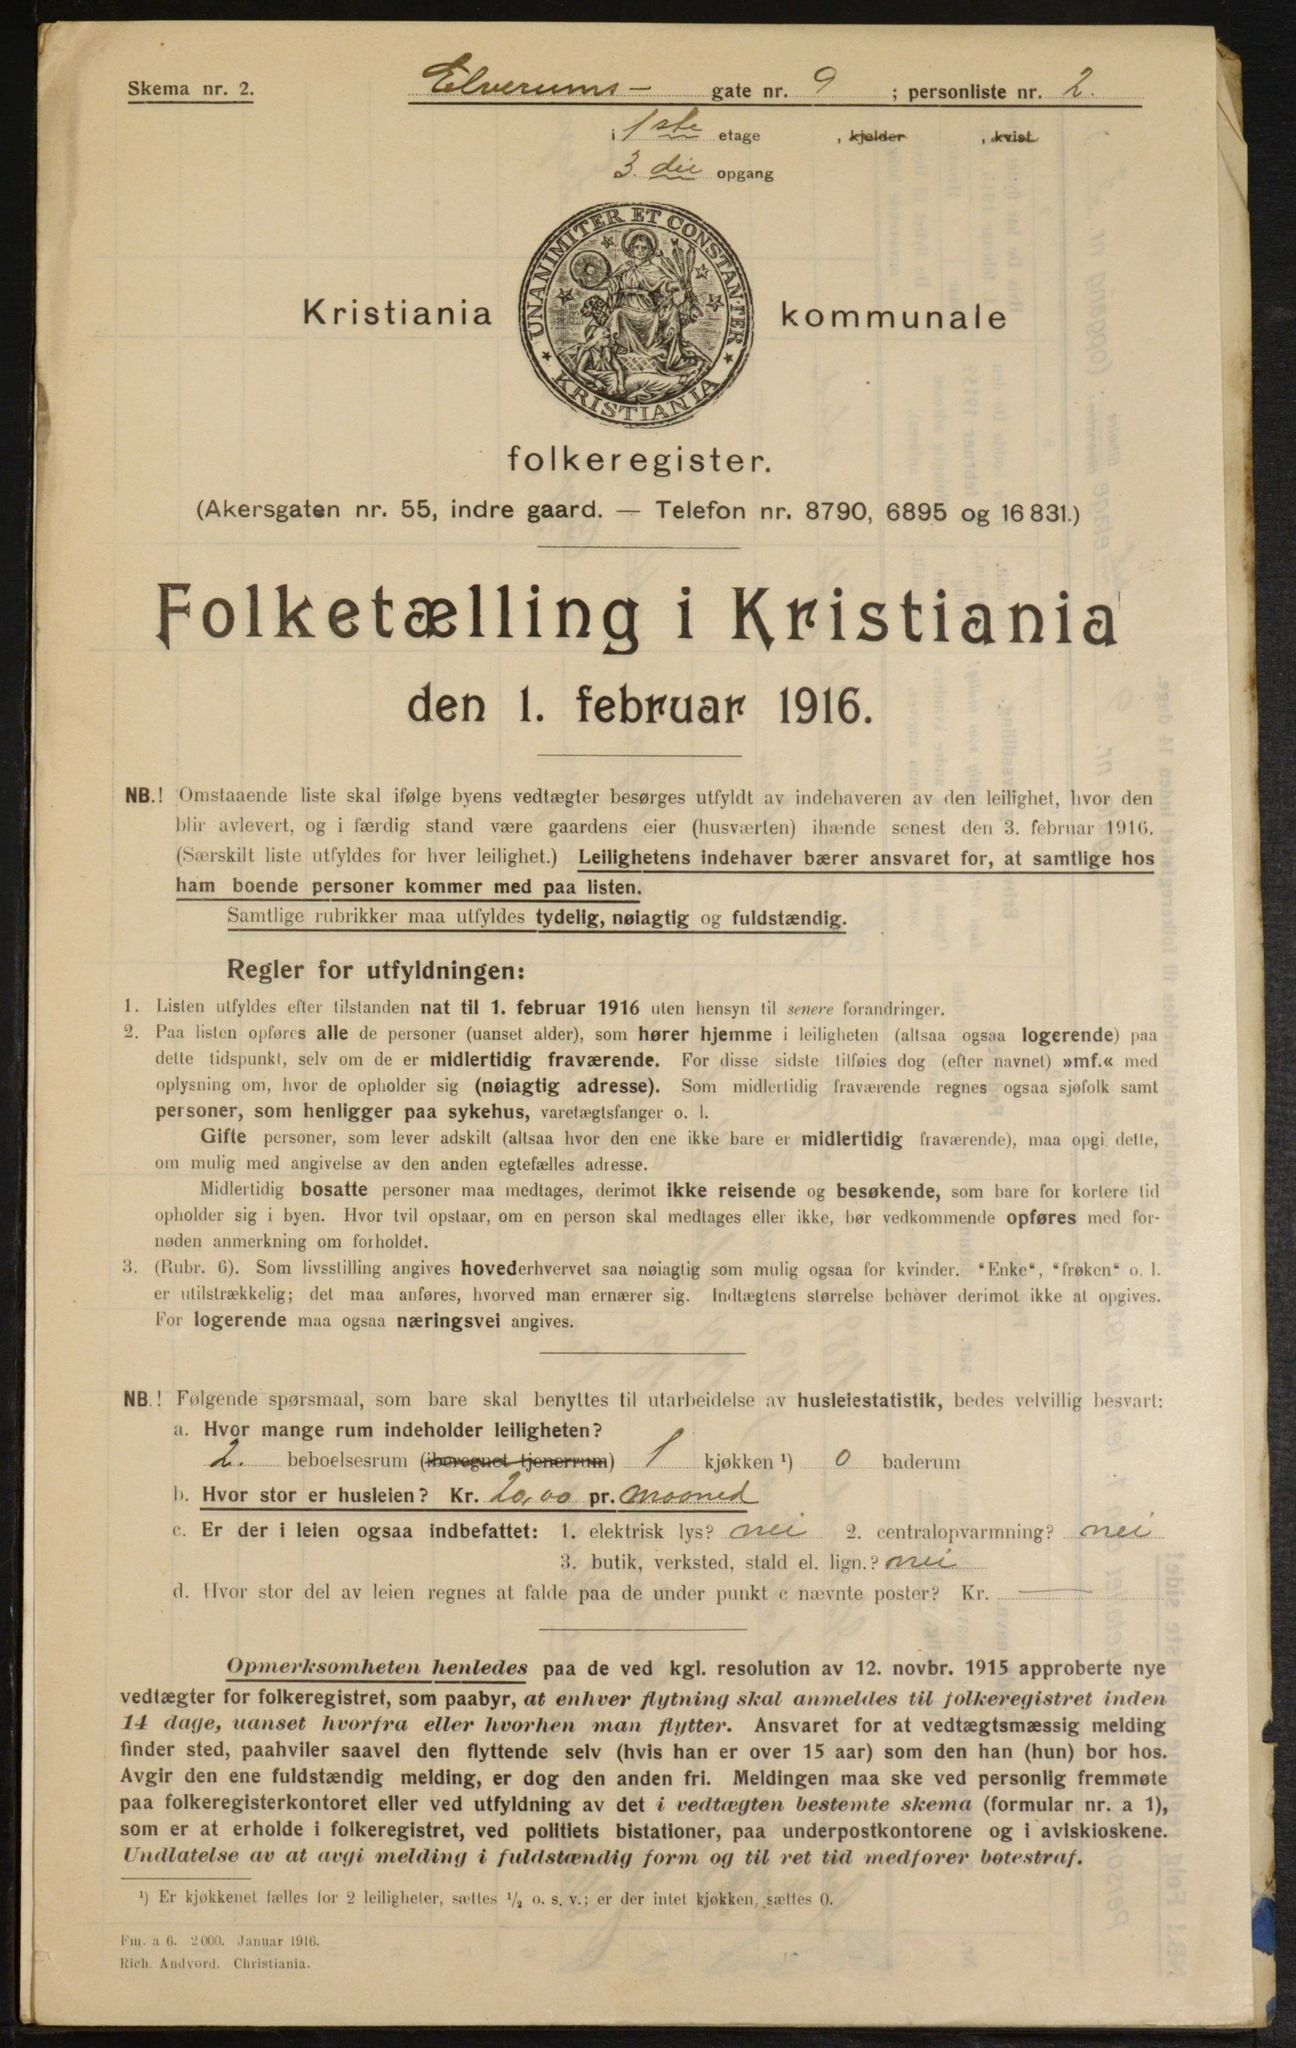 Skema nr. 2.
Elverums- gate nr. 9 ; personliste nr. 2.
i 1ste etage , kjelder , kvist
3. die opgang
UNANIMITER ET CONSTANTER
KRISTIANIA
Kristiania kommunale
folkeregister.
(Akersgaten nr. 55, indre gaard. — Telefon nr. 8790, 6895 og 16 831.)
Folketælling i Kristiania
den 1. februar 1916.
NB.! Omstaaende liste skal ifølge byens vedtægter besørges utfyldt av indehaveren av den leilighet, hvor den
blir avlevert, og i færdig stand være gaardens eier (husværten) ihænde senest den 3. februar 1916.
(Særskilt liste utfyldes for hver leilighet.) Leilighetens indehaver bærer ansvaret for, at samtlige hos
ham boende personer kommer med paa listen.
Samtlige rubrikker maa utfyldes tydelig, nøiagtig og fuldstændig.
Regler for utfyldningen:
1. Listen utfyldes efter tilstanden nat til 1. februar 1916 uten hensyn til senere forandringer.
2. Paa listen opføres alle de personer (uanset alder), som hører hjemme i leiligheten (altsaa ogsaa logerende) paa
dette tidspunkt, selv om de er midlertidig fraværende. For disse sidste tilføies dog (efter navnet) »mf.« med
oplysning om, hvor de opholder sig (nøiagtig adresse). Som midlertidig fraværende regnes ogsaa sjøfolk samt
personer, som henligger paa sykehus, varetægtsfanger o. l.
Gifte personer, som lever adskilt (altsaa hvor den ene ikke bare er midlertidig fraværende), maa opgi dette,
om mulig med angivelse av den anden egtefælles adresse.
Midlertidig bosatte personer maa medtages, derimot ikke reisende og besøkende, som bare for kortere tid
opholder sig i byen. Hvor tvil opstaar, om en person skal medtages eller ikke, bør vedkommende opføres med for-
nøden anmerkning om forholdet.
3. (Rubr. 6). Som livsstilling angives hovederhvervet saa nøiagtig som mulig ogsaa for kvinder. "Enke", "frøken" o. l.
er utilstrækkelig; det maa anføres, hvorved man ernærer sig. Indtægtens størrelse behøver derimot ikke at opgives.
For logerende maa ogsaa næringsvei angives.
NB.! Følgende spørsmaal, som bare skal benyttes til utarbeidelse av husleiestatistik, bedes velvillig besvart:
a. Hvor mange rum indeholder leiligheten?
2. beboelsesrum (iberegnet tjenerrum) 1 kjøkken ¹) 0 baderum
b. Hvor stor er husleien? Kr. 20,00 pr. Maaned
c. Er der i leien ogsaa indbefattet: 1. elektrisk lys? nei 2. centralopvarmning? nei
3. butik, verksted, stald el. lign.? nei
d. Hvor stor del av leien regnes at falde paa de under punkt c nævnte poster? Kr. —
Opmerksomheten henledes paa de ved kgl. resolution av 12. novbr. 1915 approberte nye
vedtægter for folkeregistret, som paabyr, at enhver flytning skal anmeldes til folkeregistret inden
14 dage, uanset hvorfra eller hvorhen man flytter. Ansvaret for at vedtægtsmæssig melding
finder sted, paahviler saavel den flyttende selv (hvis han er over 15 aar) som den han (hun) bor hos.
Avgir den ene fuldstændig melding, er dog den anden fri. Meldingen maa ske ved personlig fremmøte
paa folkeregisterkontoret eller ved utfyldning av det i vedtægten bestemte skema (formular nr. a 1),
som er at erholde i folkeregistret, ved politiets bistationer, paa underpostkontorene og i aviskioskene.
Undlatelse av at avgi melding i fuldstændig form og til ret tid medfører bøtestraf.
¹) Er kjøkkenet fælles for 2 leiligheter, sættes ½ o. s. v.; er der intet kjøkken, sættes 0.
Fm. a 6. 2000. Januar 1916.
Rich. Andvord. Christiania.